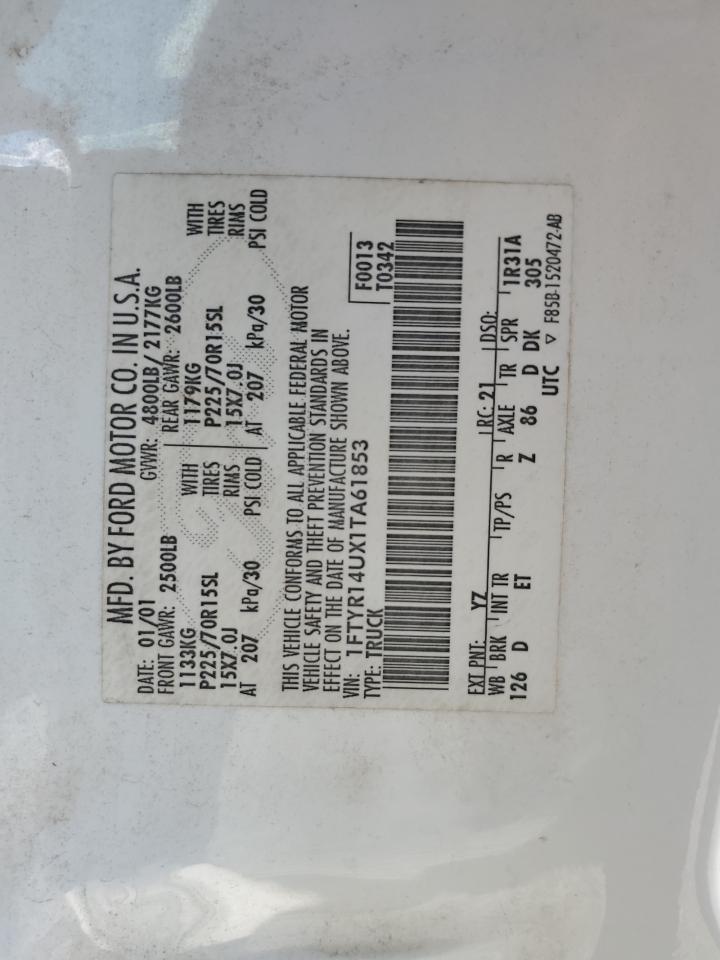 MFD. BY FORD MOTOR CO. IN U.S.A.
DATE: 01/01 GVWR: 4800LB/ 2177KG
FRONT GAWR: 2500LB REAR GAWR: 2600LB
1133KG WITH 1179KG WITH
P225/70R15SL TIRES P225/70R15SL TIRES
15X7.0J RIMS 15X7.0J RIMS
AT 207 kPa/30 PSI COLD AT 207 kPa/30 PSI COLD
THIS VEHICLE CONFORMS TO ALL APPLICABLE FEDERAL MOTOR
VEHICLE SAFETY AND THEFT PREVENTION STANDARDS IN
EFFECT ON THE DATE OF MANUFACTURE SHOWN ABOVE.
VIN: 1FTYR14UX1TA61853 F0013
TYPE: TRUCK T0342
EXT PNT: YZ RC: 21 DSO:
WB BRK INT TR TP/PS R AXLE TR SPR 1R31A
126 D ET Z 86 D DK 305
UTC ▽ F85B-1520472-AB